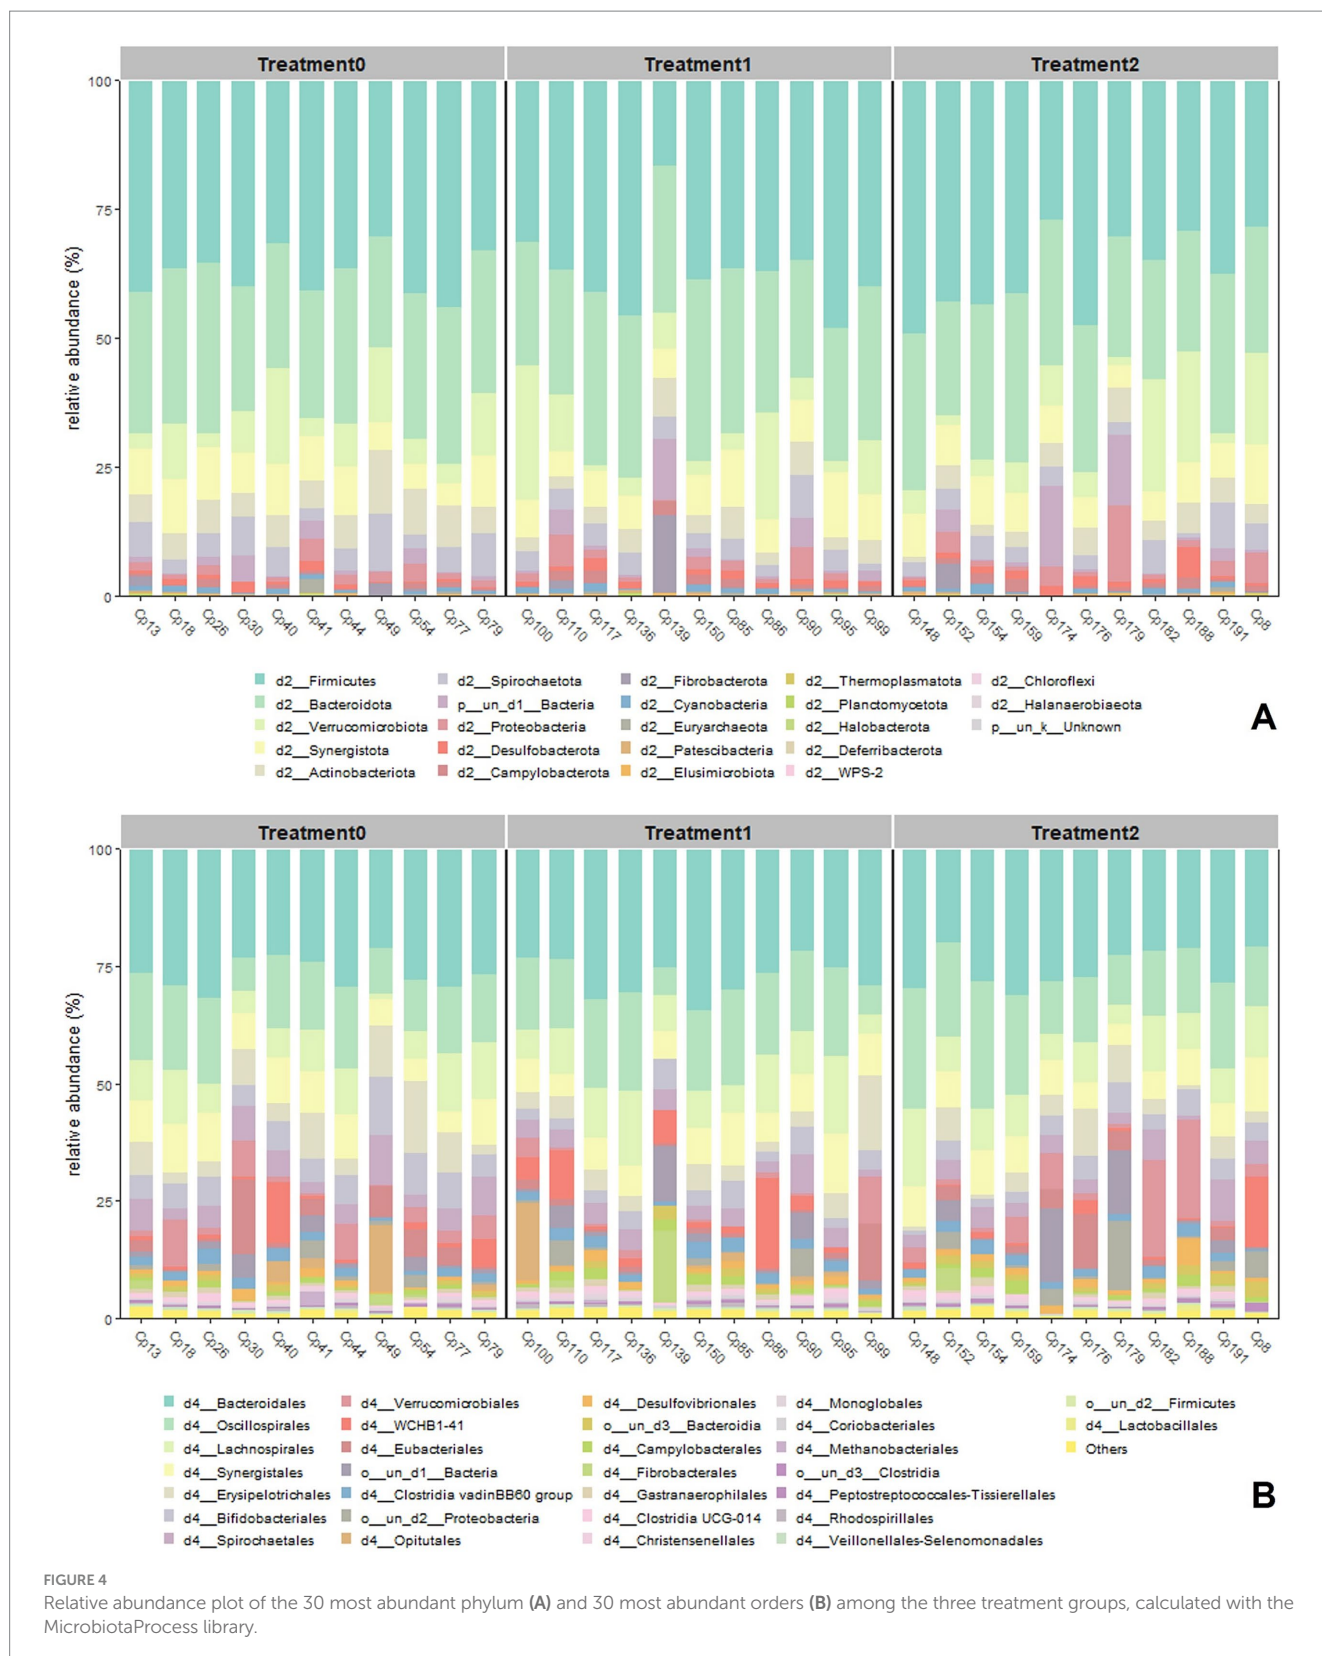 Treatment0 Treatment1 Treatment2
100
75
50
25
0
relative abundance (%)
Cp13 Cp18 Cp26 Cp30 Cp40 Cp41 Cp44 Cp49 Cp54 Cp77 Cp79 Cp100 Cp110 Cp117 Cp136 Cp139 Cp150 Cp85 Cp86 Cp90 Cp95 Cp99 Cp148 Cp152 Cp154 Cp159 Cp174 Cp176 Cp179 Cp182 Cp188 Cp191 Cp8
d2__Firmicutes d2__Spirochaetota d2__Fibrobacterota d2__Thermoplasmatota d2__Chloroflexi
d2__Bacteroidota p__un_d1__Bacteria d2__Cyanobacteria d2__Planctomycetota d2__Halanaerobiaeota
d2__Verrucomicrobiota d2__Proteobacteria d2__Euryarchaeota d2__Halobacterota p__un_k__Unknown
d2__Synergistota d2__Desulfobacterota d2__Patescibacteria d2__Deferribacterota
d2__Actinobacteriota d2__Campylobacterota d2__Elusimicrobiota d2__WPS-2
A
Treatment0 Treatment1 Treatment2
100
75
50
25
0
relative abundance (%)
Cp13 Cp18 Cp26 Cp30 Cp40 Cp41 Cp44 Cp49 Cp54 Cp77 Cp79 Cp100 Cp110 Cp117 Cp136 Cp139 Cp150 Cp85 Cp86 Cp90 Cp95 Cp99 Cp148 Cp152 Cp154 Cp159 Cp174 Cp176 Cp179 Cp182 Cp188 Cp191 Cp8
d4__Bacteroidales d4__Verrucomicrobiales d4__Desulfovibrionales d4__Monoglobales o__un_d2__Firmicutes
d4__Oscillospirales d4__WCHB1-41 o__un_d3__Bacteroidia d4__Coriobacteriales d4__Lactobacillales
d4__Lachnospirales d4__Eubacteriales d4__Campylobacterales d4__Methanobacteriales Others
d4__Synergistales o__un_d1__Bacteria d4__Fibrobacterales o__un_d3__Clostridia
d4__Erysipelotrichales d4__Clostridia vadinBB60 group d4__Gastranaerophilales d4__Peptostreptococcales-Tissierellales
d4__Bifidobacteriales o__un_d2__Proteobacteria d4__Clostridia UCG-014 d4__Rhodospirillales
d4__Spirochaetales d4__Opitutales d4__Christensenellales d4__Veillonellales-Selenomonadales
B
FIGURE 4
Relative abundance plot of the 30 most abundant phylum (A) and 30 most abundant orders (B) among the three treatment groups, calculated with the
MicrobiotaProcess library.